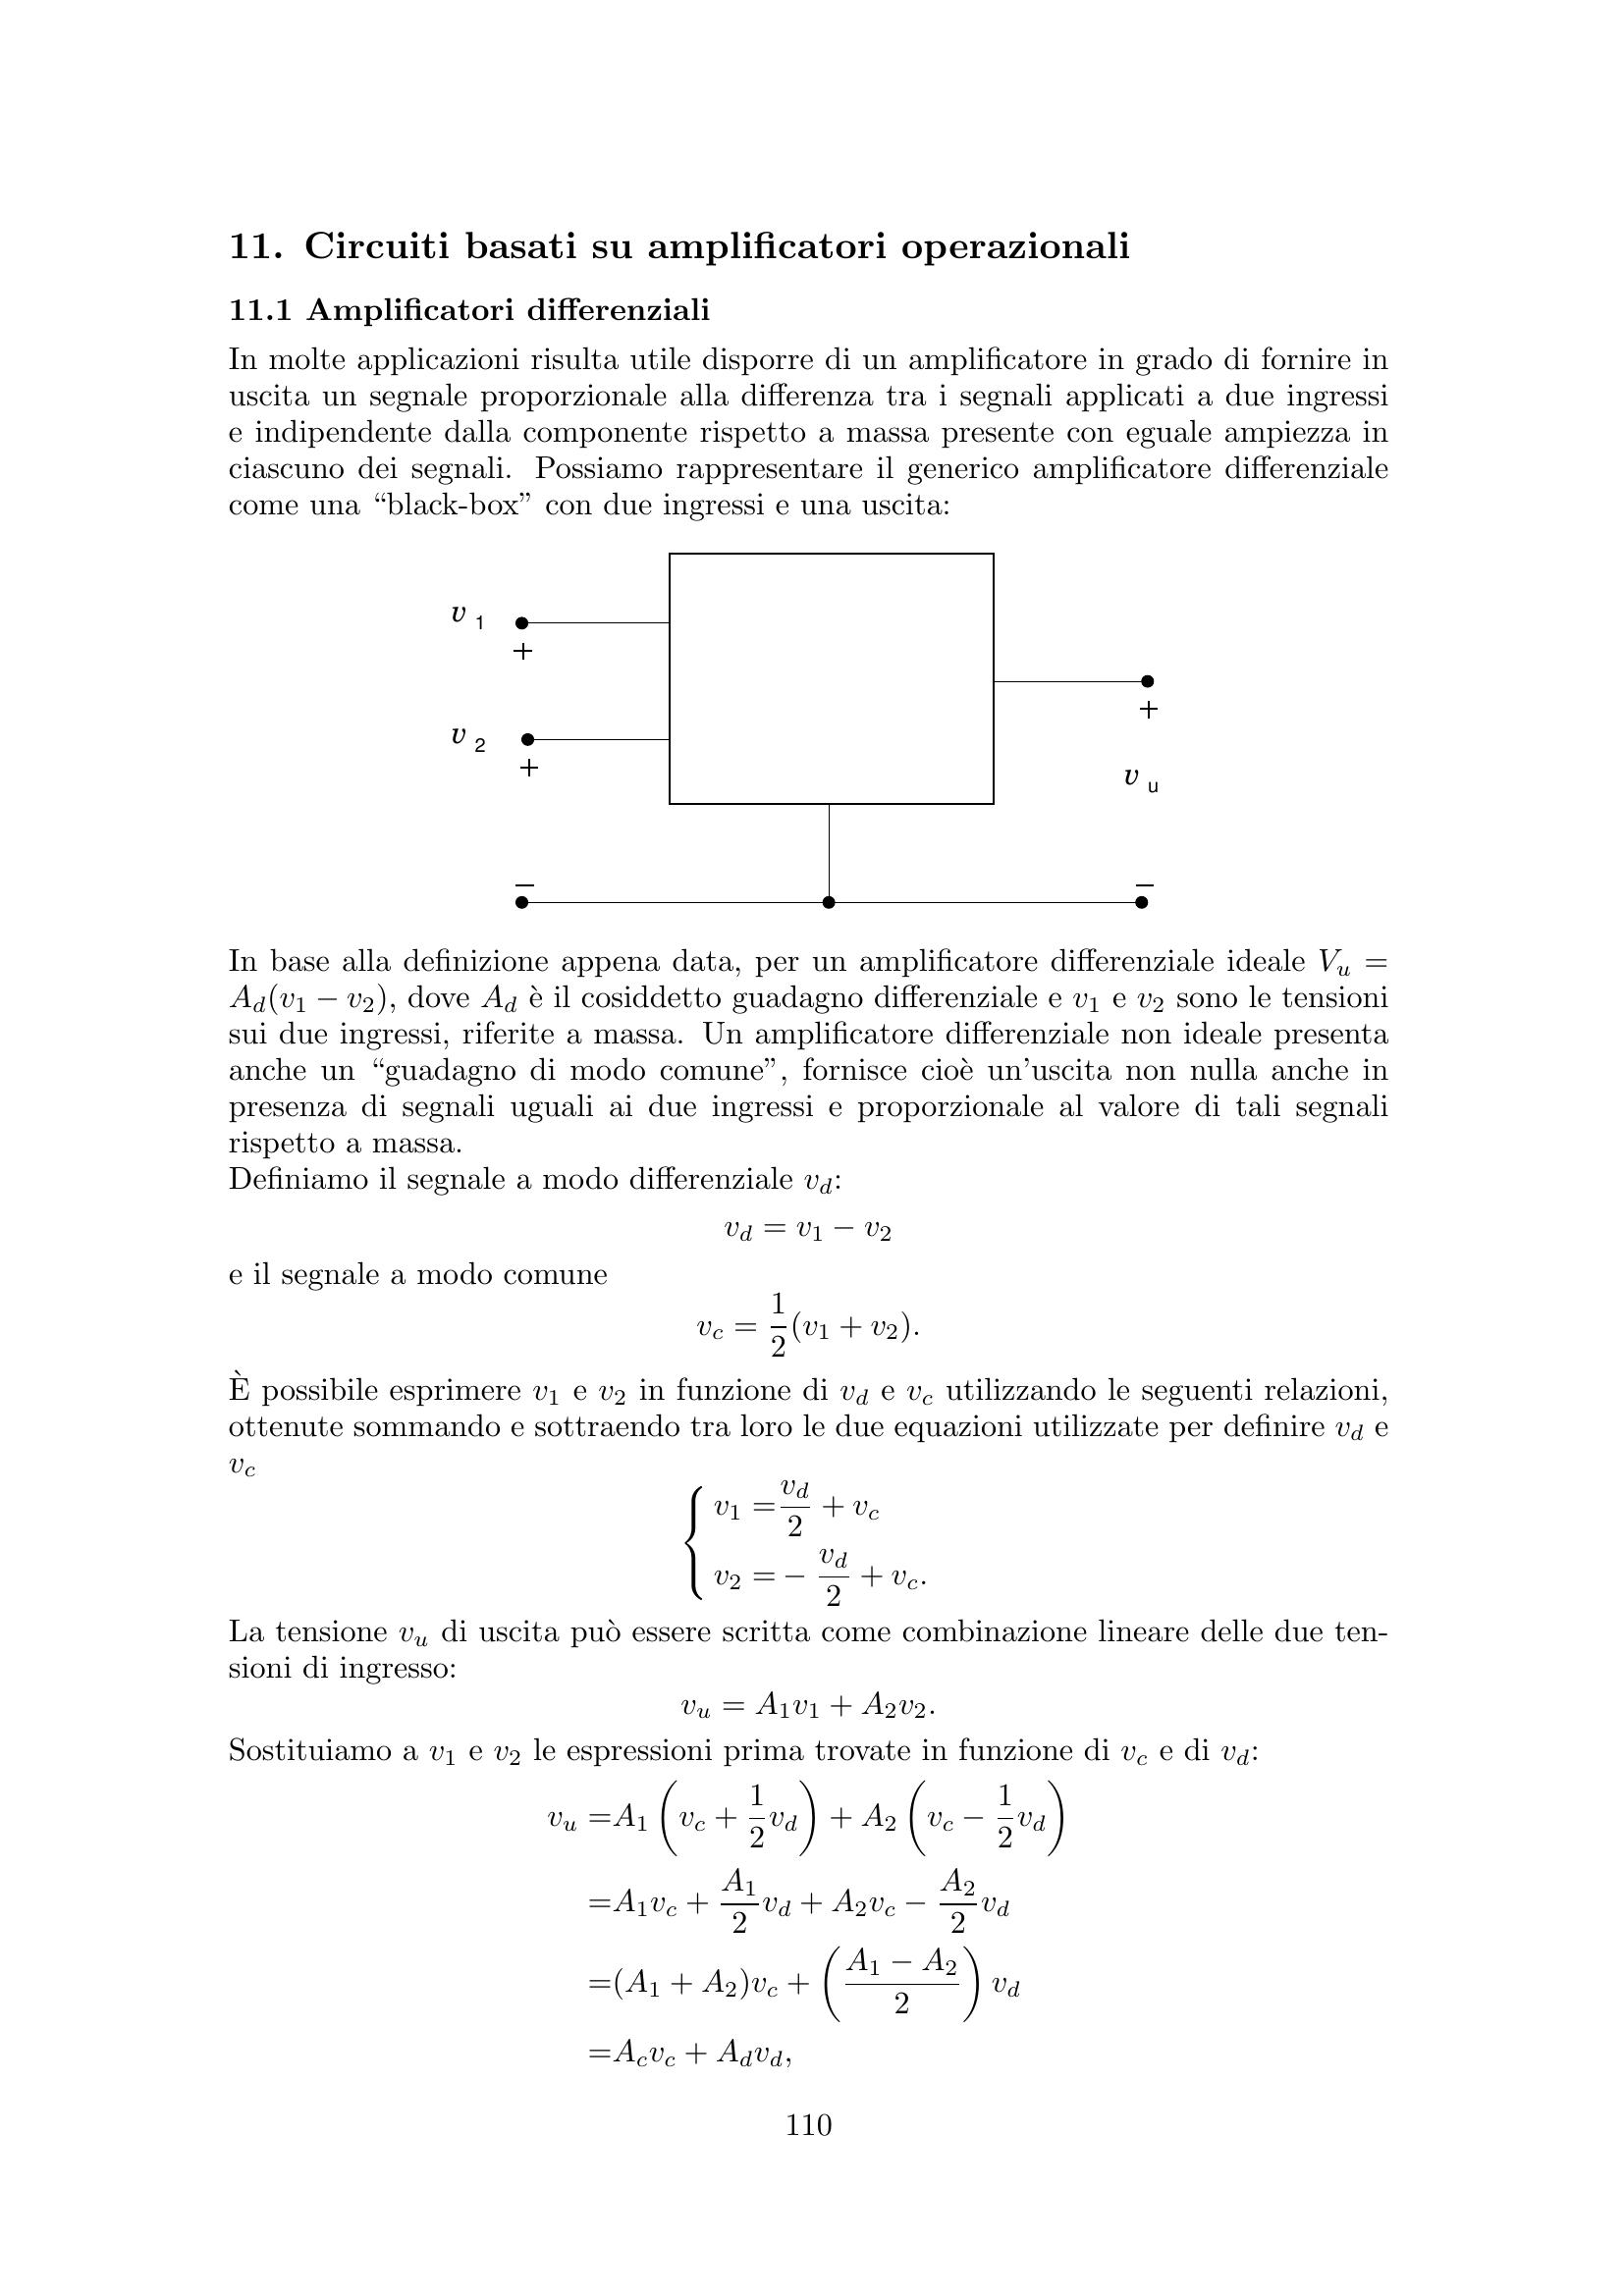 11. Circuiti basati su amplificatori operazionali
11.1 Amplificatori differenziali
In molte applicazioni risulta utile disporre di un amplificatore in grado di fornire in
uscita un segnale proporzionale alla differenza tra i segnali applicati a due ingressi
e indipendente dalla componente rispetto a massa presente con eguale ampiezza in
ciascuno dei segnali. Possiamo rappresentare il generico amplificatore differenziale
come una “black-box” con due ingressi e una uscita:
v 1
+
v 2
+
+
v u
−
−
In base alla definizione appena data, per un amplificatore differenziale ideale $V_u =$
$A_d(v_1 - v_2)$, dove $A_d$ è il cosiddetto guadagno differenziale e $v_1$ e $v_2$ sono le tensioni
sui due ingressi, riferite a massa. Un amplificatore differenziale non ideale presenta
anche un “guadagno di modo comune”, fornisce cioè un'uscita non nulla anche in
presenza di segnali uguali ai due ingressi e proporzionale al valore di tali segnali
rispetto a massa.
Definiamo il segnale a modo differenziale $v_d$:
$v_d = v_1 - v_2$
e il segnale a modo comune
$v_c = \frac{1}{2}(v_1 + v_2).$
È possibile esprimere $v_1$ e $v_2$ in funzione di $v_d$ e $v_c$ utilizzando le seguenti relazioni,
ottenute sommando e sottraendo tra loro le due equazioni utilizzate per definire $v_d$ e
$v_c$
$v_1 = \frac{v_d}{2} + v_c$
$v_2 = -\frac{v_d}{2} + v_c.$
La tensione $v_u$ di uscita può essere scritta come combinazione lineare delle due ten-
sioni di ingresso:
$v_u = A_1 v_1 + A_2 v_2.$
Sostituiamo a $v_1$ e $v_2$ le espressioni prima trovate in funzione di $v_c$ e di $v_d$:
$v_u = A_1 \left( v_c + \frac{1}{2} v_d \right) + A_2 \left( v_c - \frac{1}{2} v_d \right)$
$= A_1 v_c + \frac{A_1}{2} v_d + A_2 v_c - \frac{A_2}{2} v_d$
$= (A_1 + A_2) v_c + \left( \frac{A_1 - A_2}{2} \right) v_d$
$= A_c v_c + A_d v_d,$
110